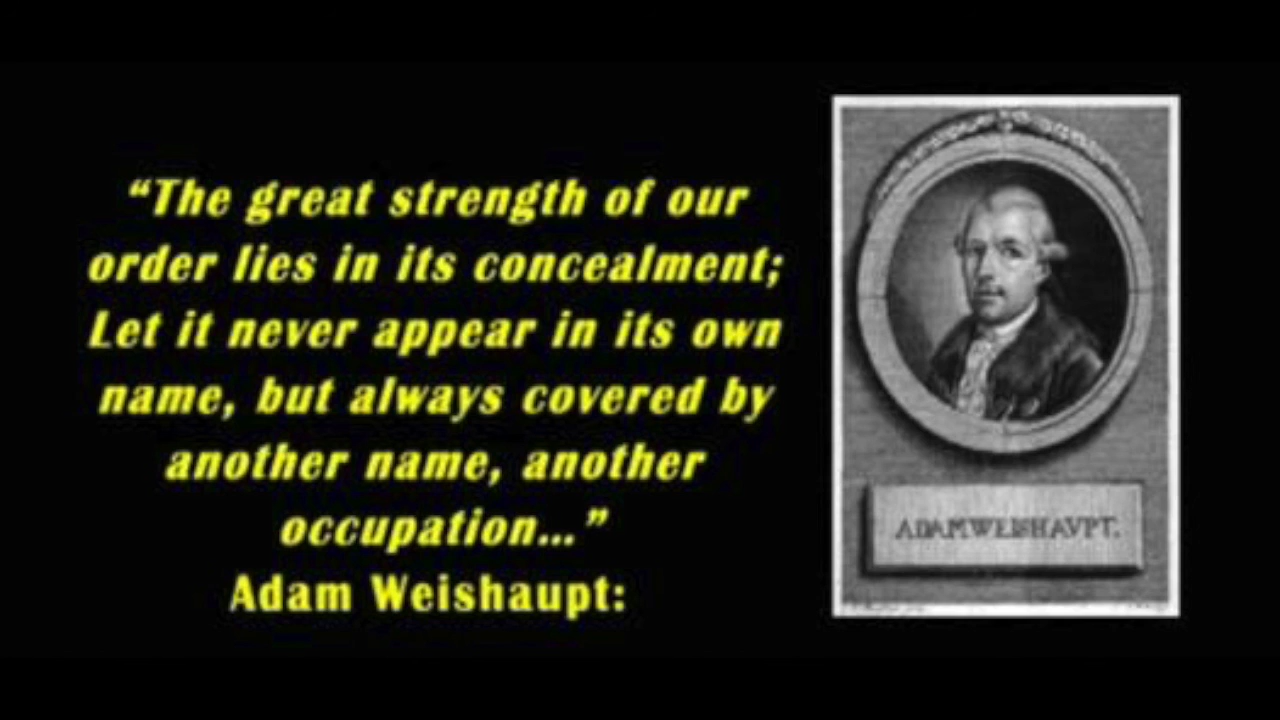 “The great strength of our
order lies in its concealment;
Let it never appear in its own
name, but always covered by
another name, another
occupation...”
Adam Weishaupt:
ADAM WEISHAVPT.